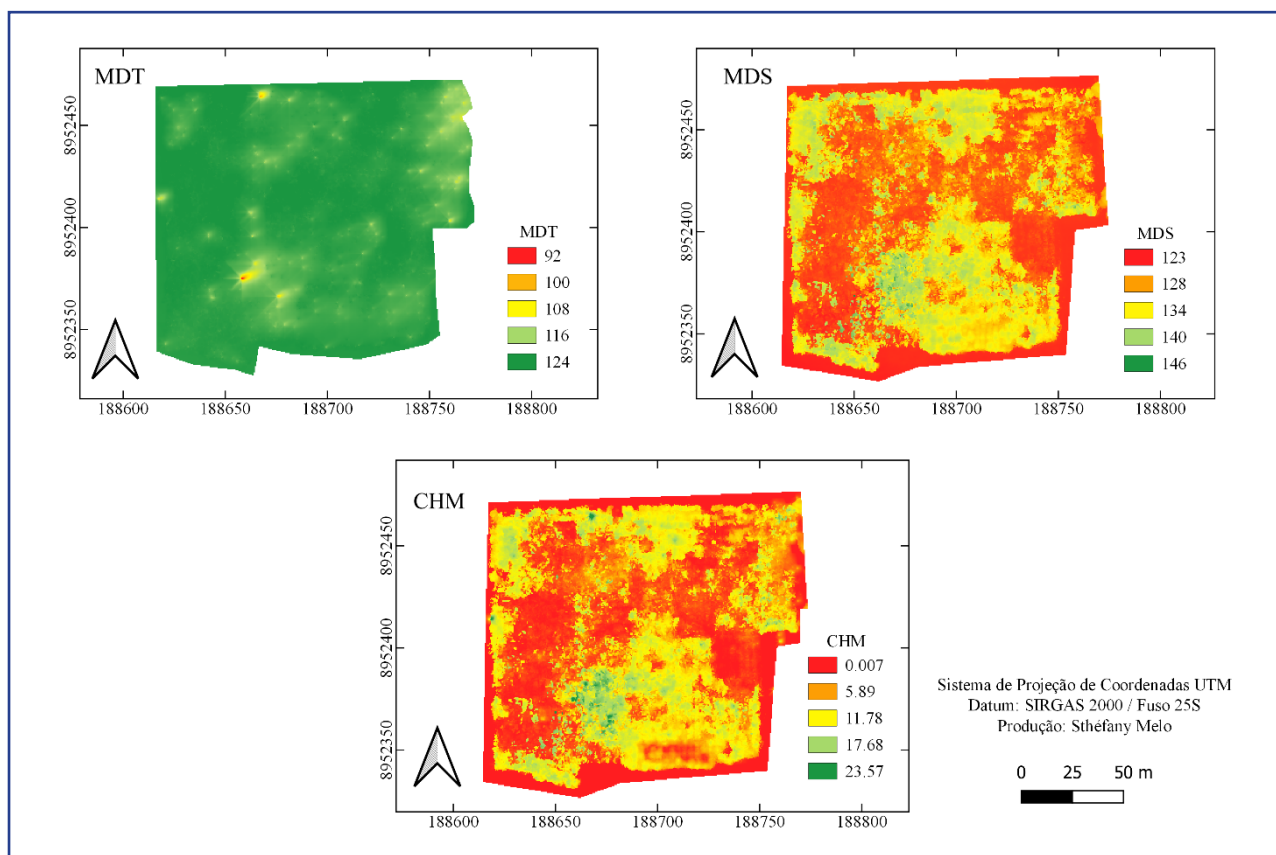 MDT
8952450
8952400
8952350
MDT
92
100
108
116
124
188600 188650 188700 188750 188800
MDS
8952450
8952400
8952350
MDS
123
128
134
140
146
188600 188650 188700 188750 188800
CHM
8952450
8952400
8952350
CHM
0.007
5.89
11.78
17.68
23.57
188600 188650 188700 188750 188800
Sistema de Projeção de Coordenadas UTM
Datum: SIRGAS 2000 / Fuso 25S
Produção: Sthéfany Melo
0 25 50 m